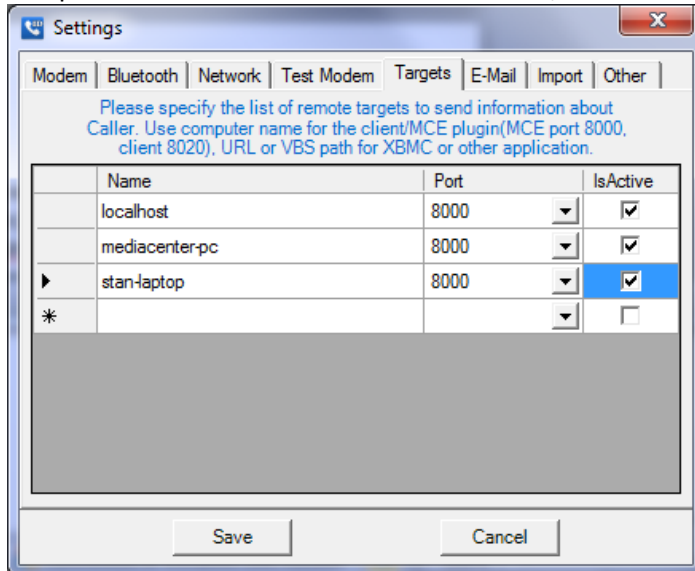 Settings
Modem Bluetooth Network Test Modem Targets E-Mail Import Other
Please specify the list of remote targets to send information about
Caller. Use computer name for the client/MCE plugin(MCE port 8000,
client 8020), URL or VBS path for XBMC or other application.
Name Port IsActive
localhost 8000
mediacenter-pc 8000
stan-laptop 8000
Save Cancel